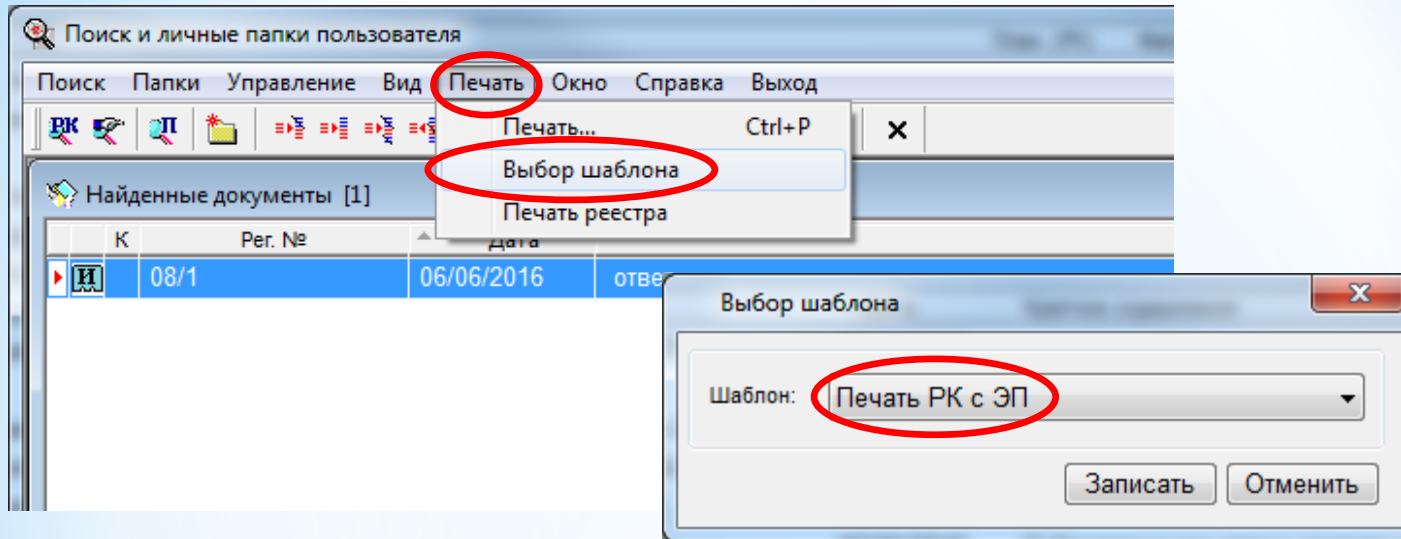 Поиск и личные папки пользователя
Поиск Папки Управление Вид Печать Окно Справка Выход
РК П
Печать... Ctrl+P
Выбор шаблона
Печать реестра
Найденные документы [1]
К Рег. № Дата
И 08/1 06/06/2016 ответ
Выбор шаблона
Шаблон: Печать РК с ЭП
Записать Отменить